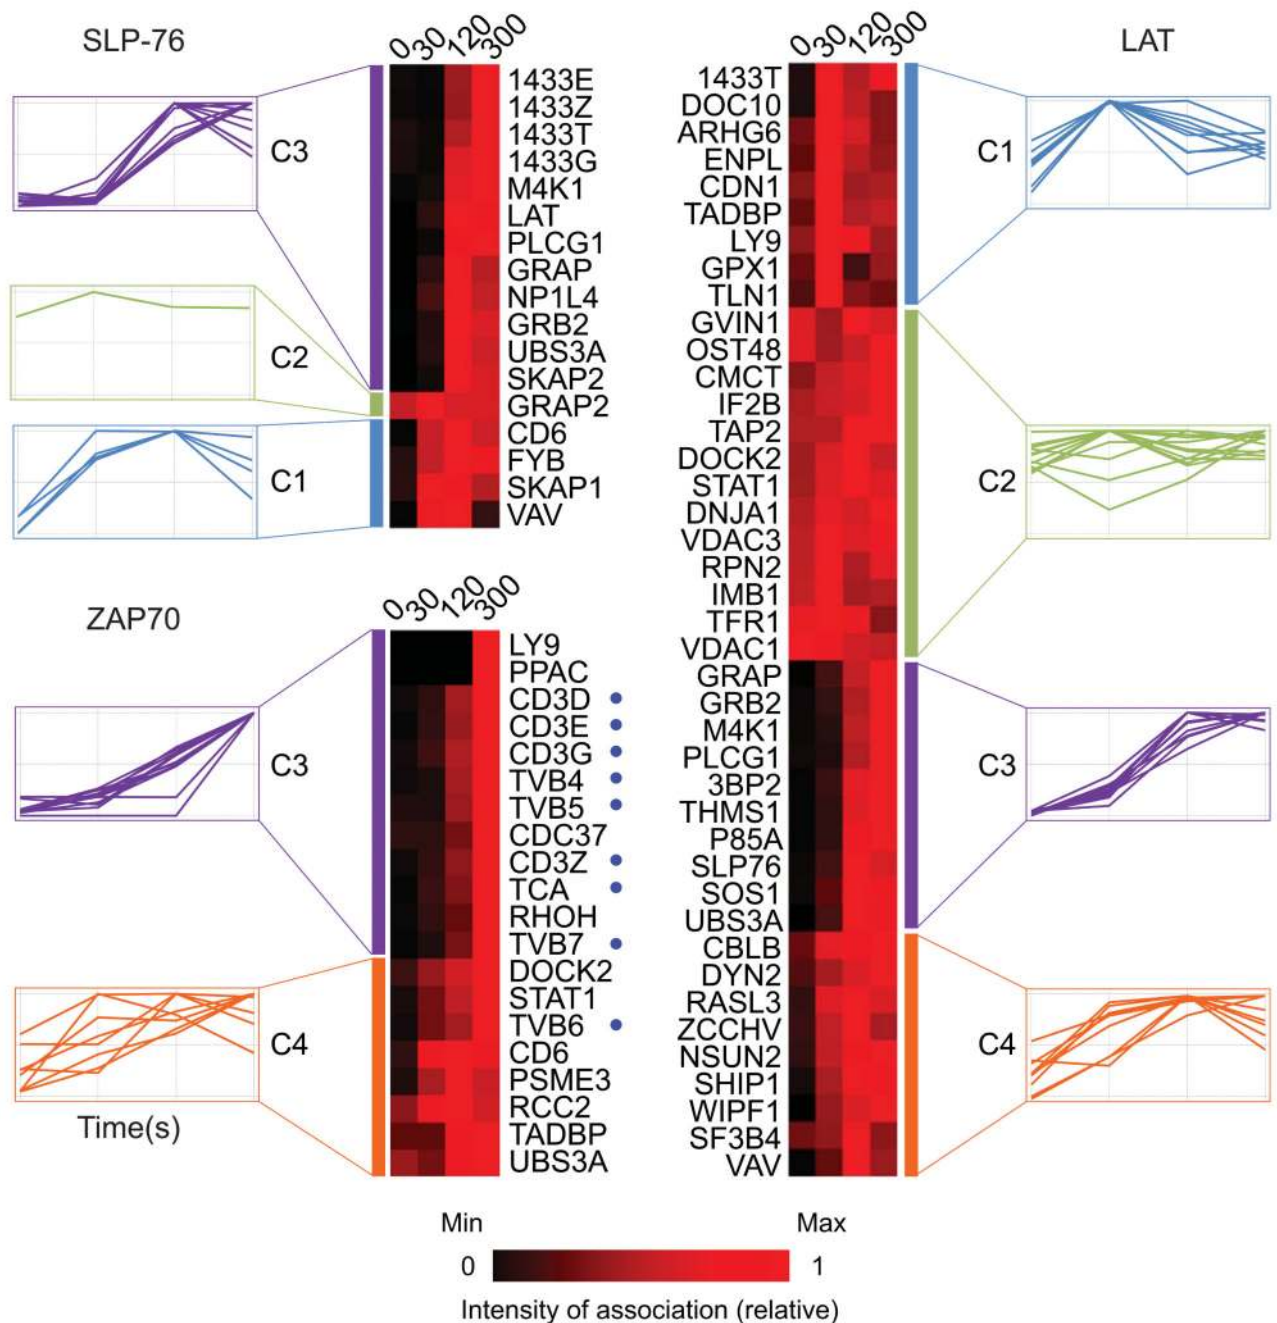 SLP-76
0 30 120 300
C3
C2
C1
1433E
1433Z
1433T
1433G
M4K1
LAT
PLCG1
GRAP
NP1L4
GRB2
UBS3A
SKAP2
GRAP2
CD6
FYB
SKAP1
VAV
ZAP70
0 30 120 300
C3
C4
Time(s)
LY9
PPAC
CD3D
CD3E
CD3G
TVB4
TVB5
CDC37
CD3Z
TCA
RHOH
TVB7
DOCK2
STAT1
TVB6
CD6
PSME3
RCC2
TADBP
UBS3A
LAT
0 30 120 300
1433T
DOC10
ARHG6
ENPL
CDN1
TADBP
LY9
GPX1
TLN1
GVIN1
OST48
CMCT
IF2B
TAP2
DOCK2
STAT1
DNJA1
VDAC3
RPN2
IMB1
TFR1
VDAC1
GRAP
GRB2
M4K1
PLCG1
3BP2
THMS1
P85A
SLP76
SOS1
UBS3A
CBLB
DYN2
RASL3
ZCCHV
NSUN2
SHIP1
WIPF1
SF3B4
VAV
C1
C2
C3
C4
Min Max
0 1
Intensity of association (relative)